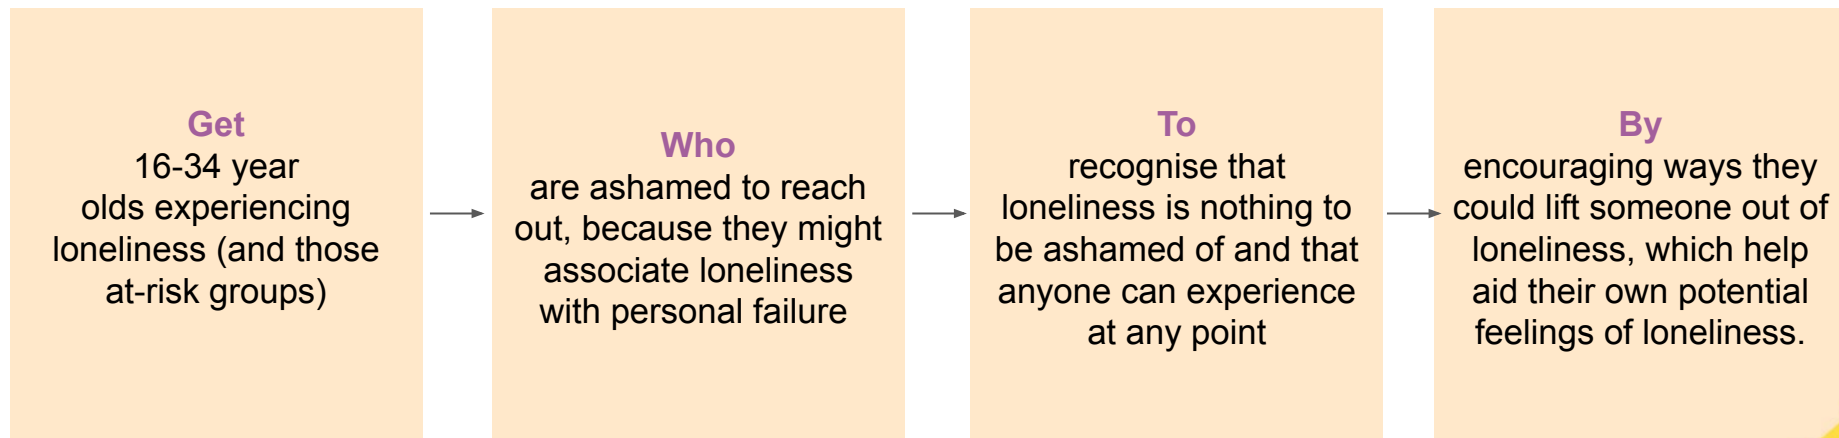 Get
16-34 year
olds experiencing
loneliness (and those
at-risk groups)
Who
are ashamed to reach
out, because they might
associate loneliness
with personal failure
To
recognise that
loneliness is nothing to
be ashamed of and that
anyone can experience
at any point
By
encouraging ways they
could lift someone out of
loneliness, which help
aid their own potential
feelings of loneliness.